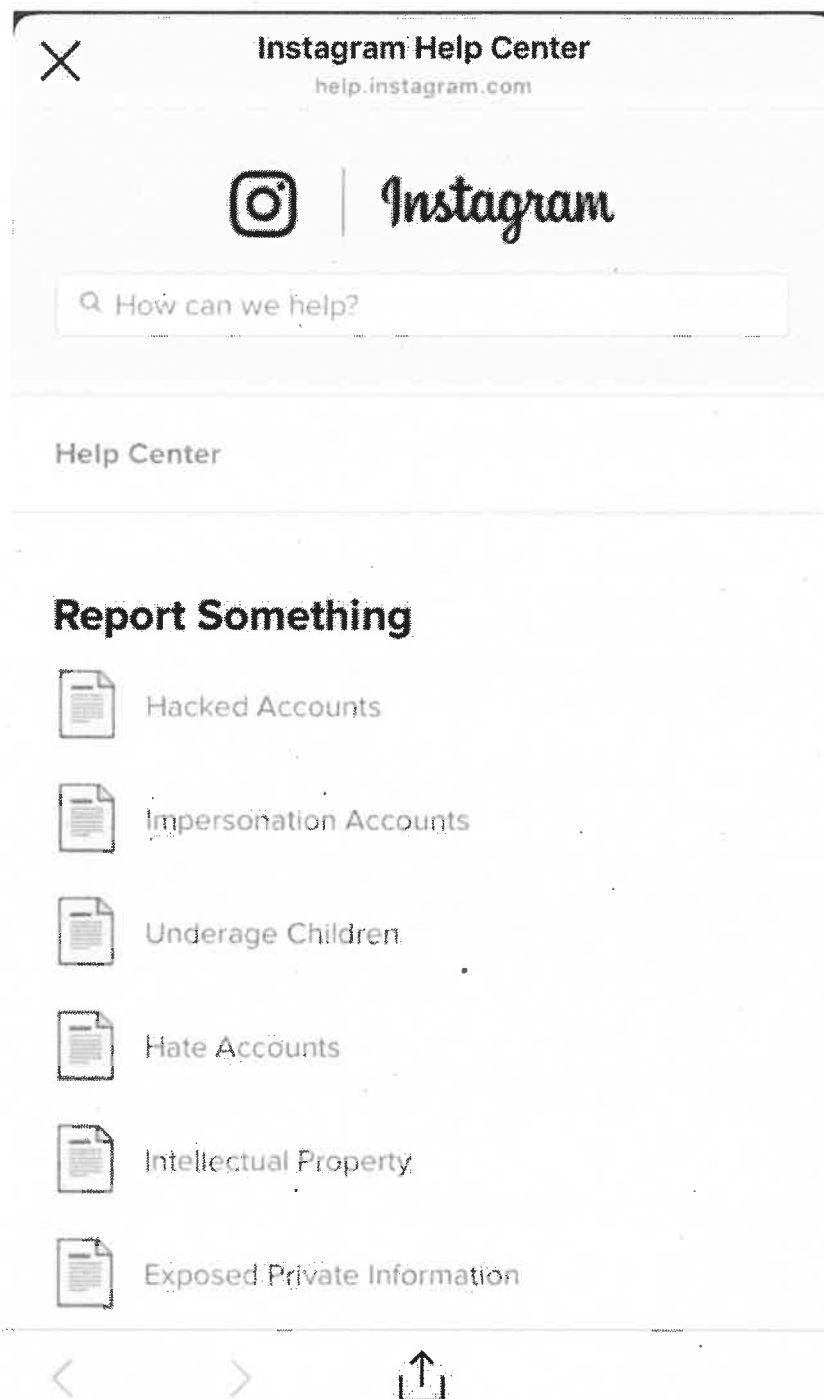 Instagram Help Center
help.instagram.com
Instagram
How can we help?
Help Center
Report Something
Hacked Accounts
Impersonation Accounts
Underage Children
Hate Accounts
Intellectual Property
Exposed Private Information